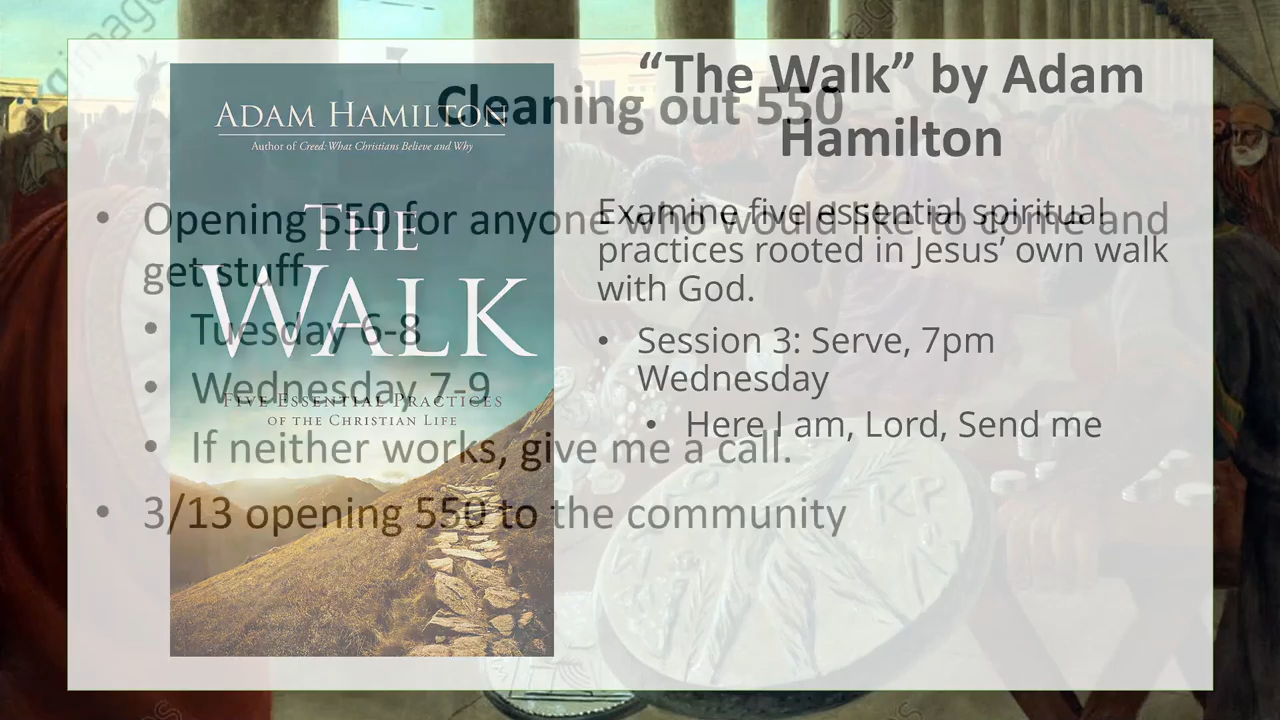 Cleaning out 550
• Opening 550 for anyone who would like to come and
get stuff
• Tuesday 6-8
• Wednesday 7-9
• If neither works, give me a call.
• 3/13 opening 550 to the community
ADAM HAMILTON
Author of Creed: What Christians Believe and Why
THE
WALK
FIVE ESSENTIAL PRACTICES
OF THE CHRISTIAN LIFE
“The Walk” by Adam
Hamilton
Examine five essential spiritual
practices rooted in Jesus’ own walk
with God.
• Session 3: Serve, 7pm
Wednesday
• Here I am, Lord, Send me